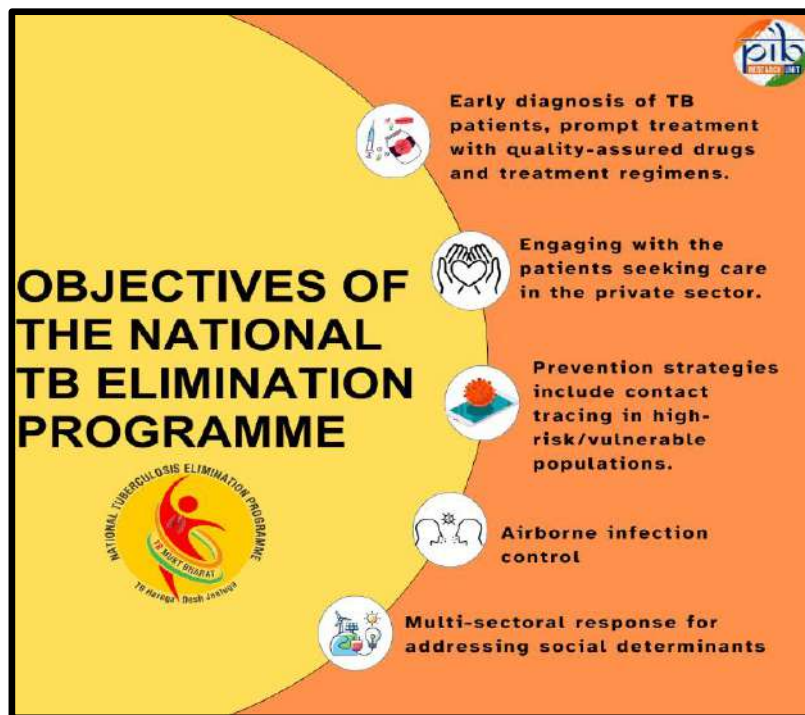 pib
RESEARCH UNIT
Early diagnosis of TB
patients, prompt treatment
with quality-assured drugs
and treatment regimens.
Engaging with the
patients seeking care
in the private sector.
OBJECTIVES OF
THE NATIONAL
TB ELIMINATION
PROGRAMME
Prevention strategies
include contact
tracing in high-
risk/vulnerable
populations.
NATIONAL TUBERCULOSIS ELIMINATION PROGRAMME
TB MUKT BHARAT
TB Harega Desh Jeetega
Airborne infection
control
Multi-sectoral response for
addressing social determinants